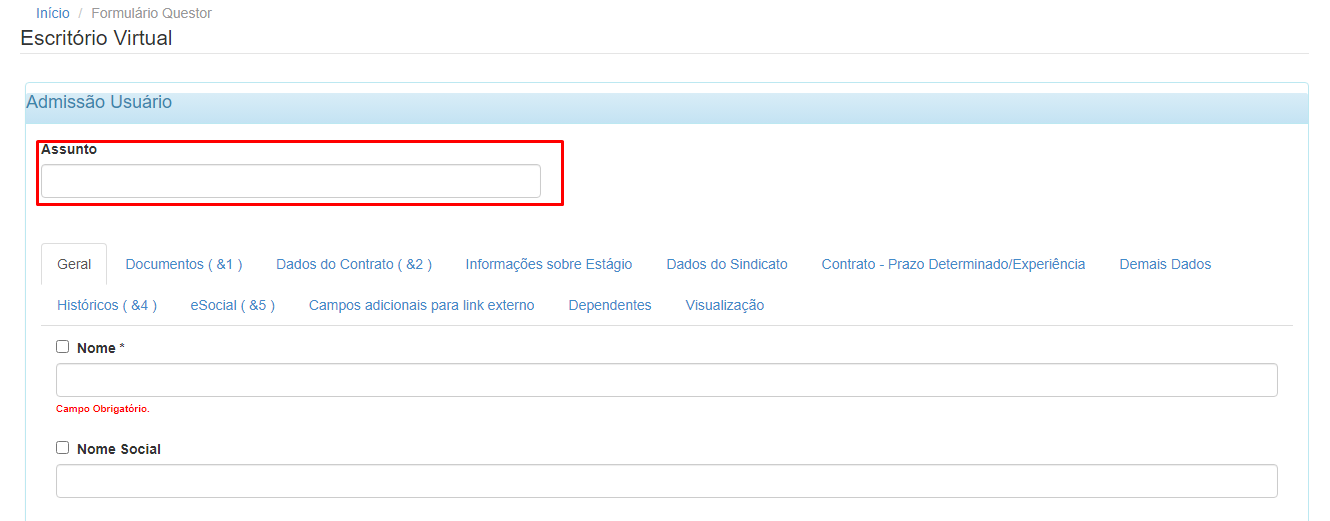 Início / Formulário Questor
Escritório Virtual
Admissão Usuário
Assunto
Geral Documentos ( &1 ) Dados do Contrato ( &2 ) Informações sobre Estágio Dados do Sindicato Contrato - Prazo Determinado/Experiência Demais Dados
Históricos ( &4 ) eSocial ( &5 ) Campos adicionais para link externo Dependentes Visualização
Nome *
Campo Obrigatório.
Nome Social